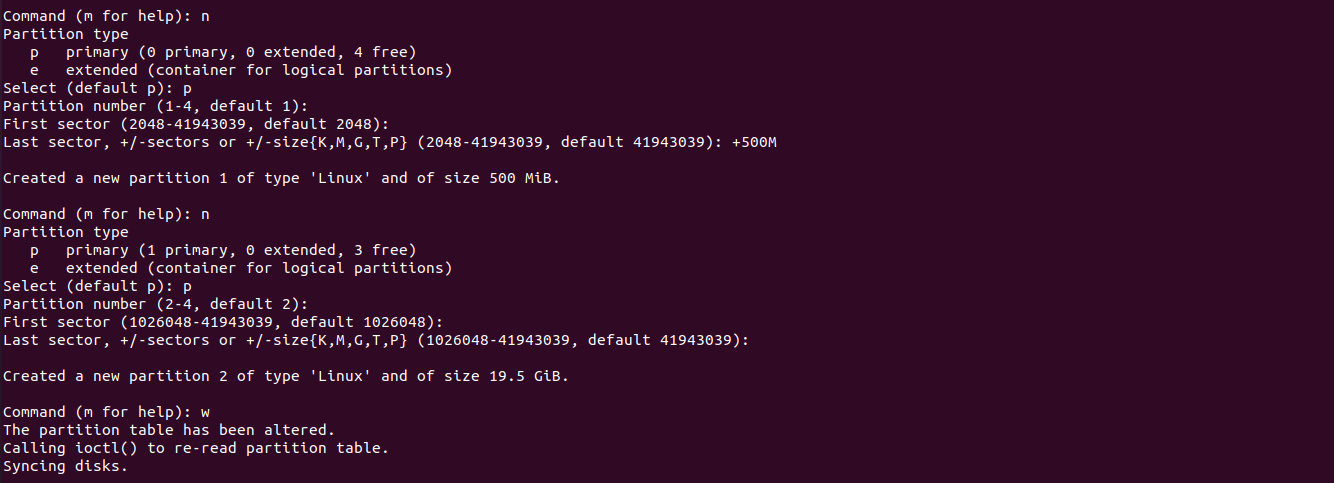 Command (m for help): n
Partition type
   p   primary (0 primary, 0 extended, 4 free)
   e   extended (container for logical partitions)
Select (default p): p
Partition number (1-4, default 1):
First sector (2048-41943039, default 2048):
Last sector, +/-sectors or +/-size{K,M,G,T,P} (2048-41943039, default 41943039): +500M

Created a new partition 1 of type 'Linux' and of size 500 MiB.

Command (m for help): n
Partition type
   p   primary (1 primary, 0 extended, 3 free)
   e   extended (container for logical partitions)
Select (default p): p
Partition number (2-4, default 2):
First sector (1026048-41943039, default 1026048):
Last sector, +/-sectors or +/-size{K,M,G,T,P} (1026048-41943039, default 41943039):

Created a new partition 2 of type 'Linux' and of size 19.5 GiB.

Command (m for help): w
The partition table has been altered.
Calling ioctl() to re-read partition table.
Syncing disks.